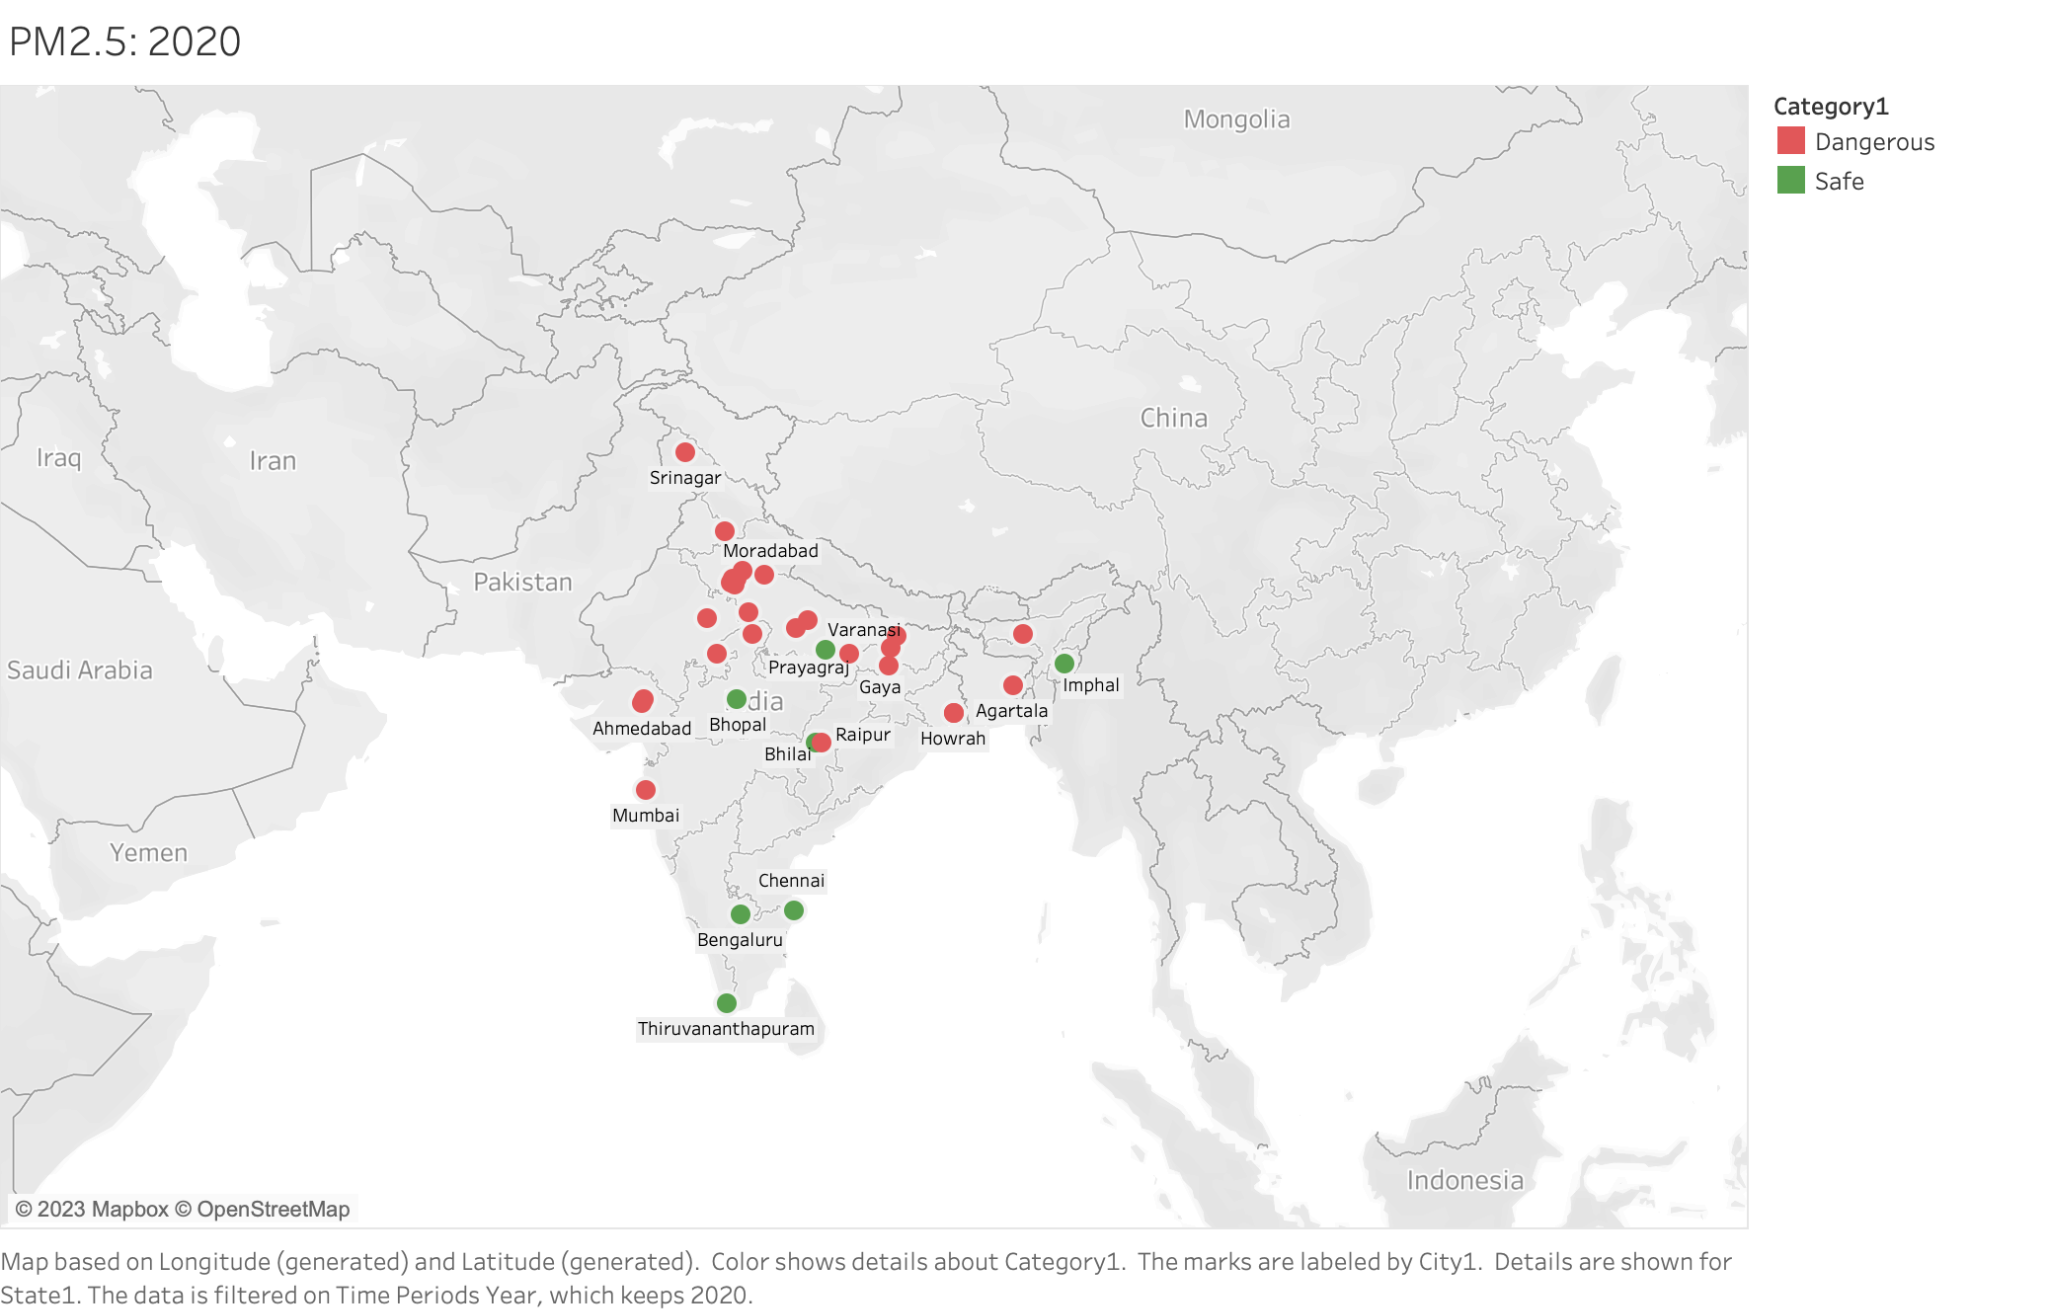 PM2.5: 2020
Category1
Dangerous
Safe
Mongolia
China
Iraq
Iran
Srinagar
Moradabad
Pakistan
Varanasi
Prayagraj
Saudi Arabia
Gaya
Imphal
dia
Agartala
Ahmedabad
Bhopal
Raipur
Howrah
Bhilai
Mumbai
Yemen
Chennai
Bengaluru
Thiruvananthapuram
Indonesia
© 2023 Mapbox © OpenStreetMap
Map based on Longitude (generated) and Latitude (generated). Color shows details about Category1. The marks are labeled by City1. Details are shown for
State1. The data is filtered on Time Periods Year, which keeps 2020.